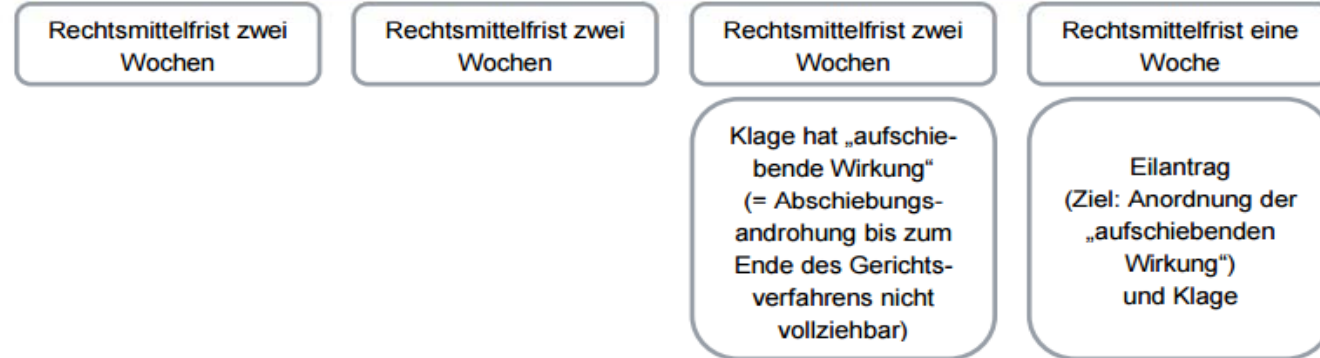 Rechtsmittelfrist zwei
Wochen
Rechtsmittelfrist zwei
Wochen
Rechtsmittelfrist zwei
Wochen
Rechtsmittelfrist eine
Woche
Klage hat „aufschie-
bende Wirkung“
(= Abschiebungs-
androhung bis zum
Ende des Gerichts-
verfahrens nicht
vollziehbar)
Eilantrag
(Ziel: Anordnung der
„aufschiebenden
Wirkung“)
und Klage